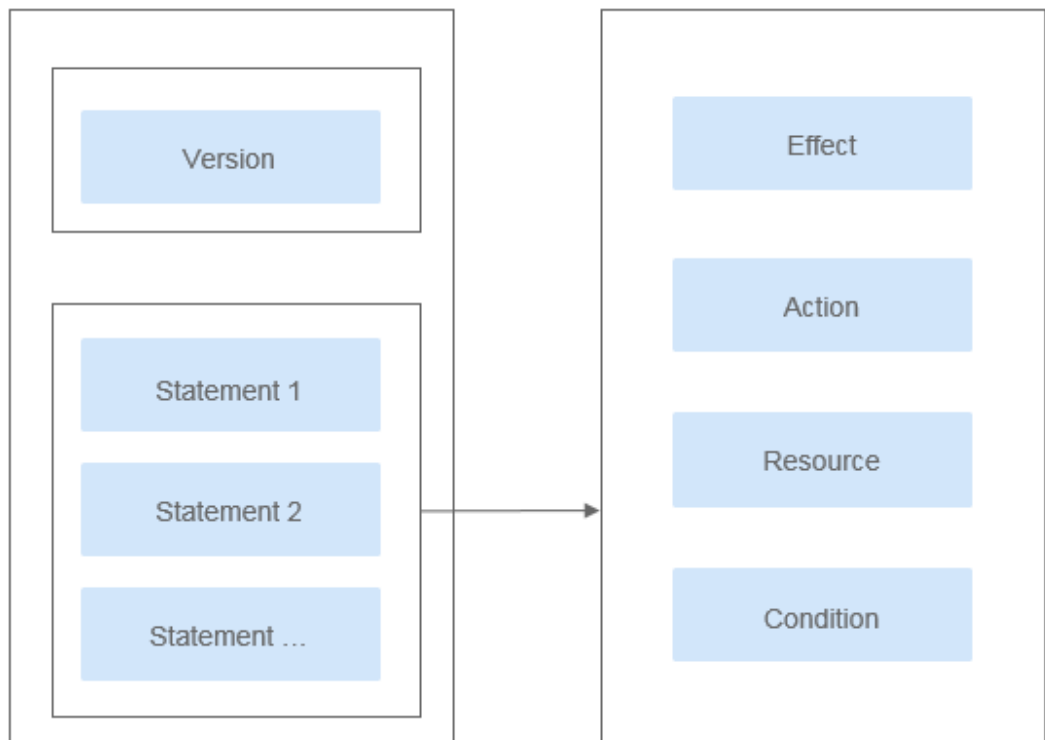 Version
Statement 1
Statement 2
Statement ...
Effect
Action
Resource
Condition